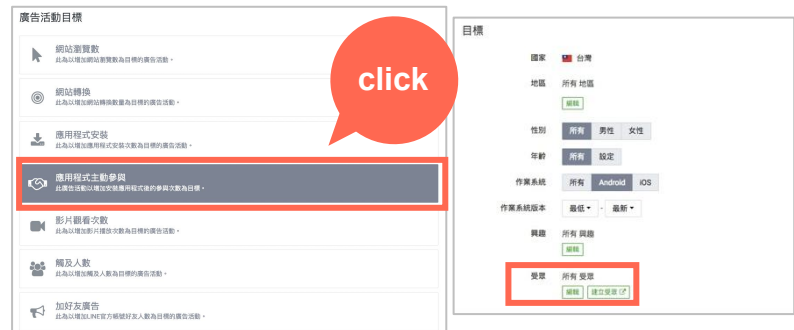 廣告活動目標
網站瀏覽數
此為以增加網站瀏覽數為目標的廣告活動。
網站轉換
此為以增加網站轉換數量為目標的廣告活動。
應用程式安裝
此為以增加應用程式安裝次數為目標的廣告活動。
應用程式主動參與
此廣告活動以增加安裝應用程式後的參與次數為目標。
影片觀看次數
此為以增加影片播放次數為目標的廣告活動。
觸及人數
此為以增加觸及人數為目標的廣告活動。
加好友廣告
此為以增加LINE官方帳號好友人數為目標的廣告活動。
click
目標
國家 台灣
地區 所有 地區
編輯
性別 所有 男性 女性
年齡 所有 設定
作業系統 所有 Android iOS
作業系統版本 最低 - 最新
興趣 所有 興趣
編輯
受眾 所有 受眾
編輯 建立受眾